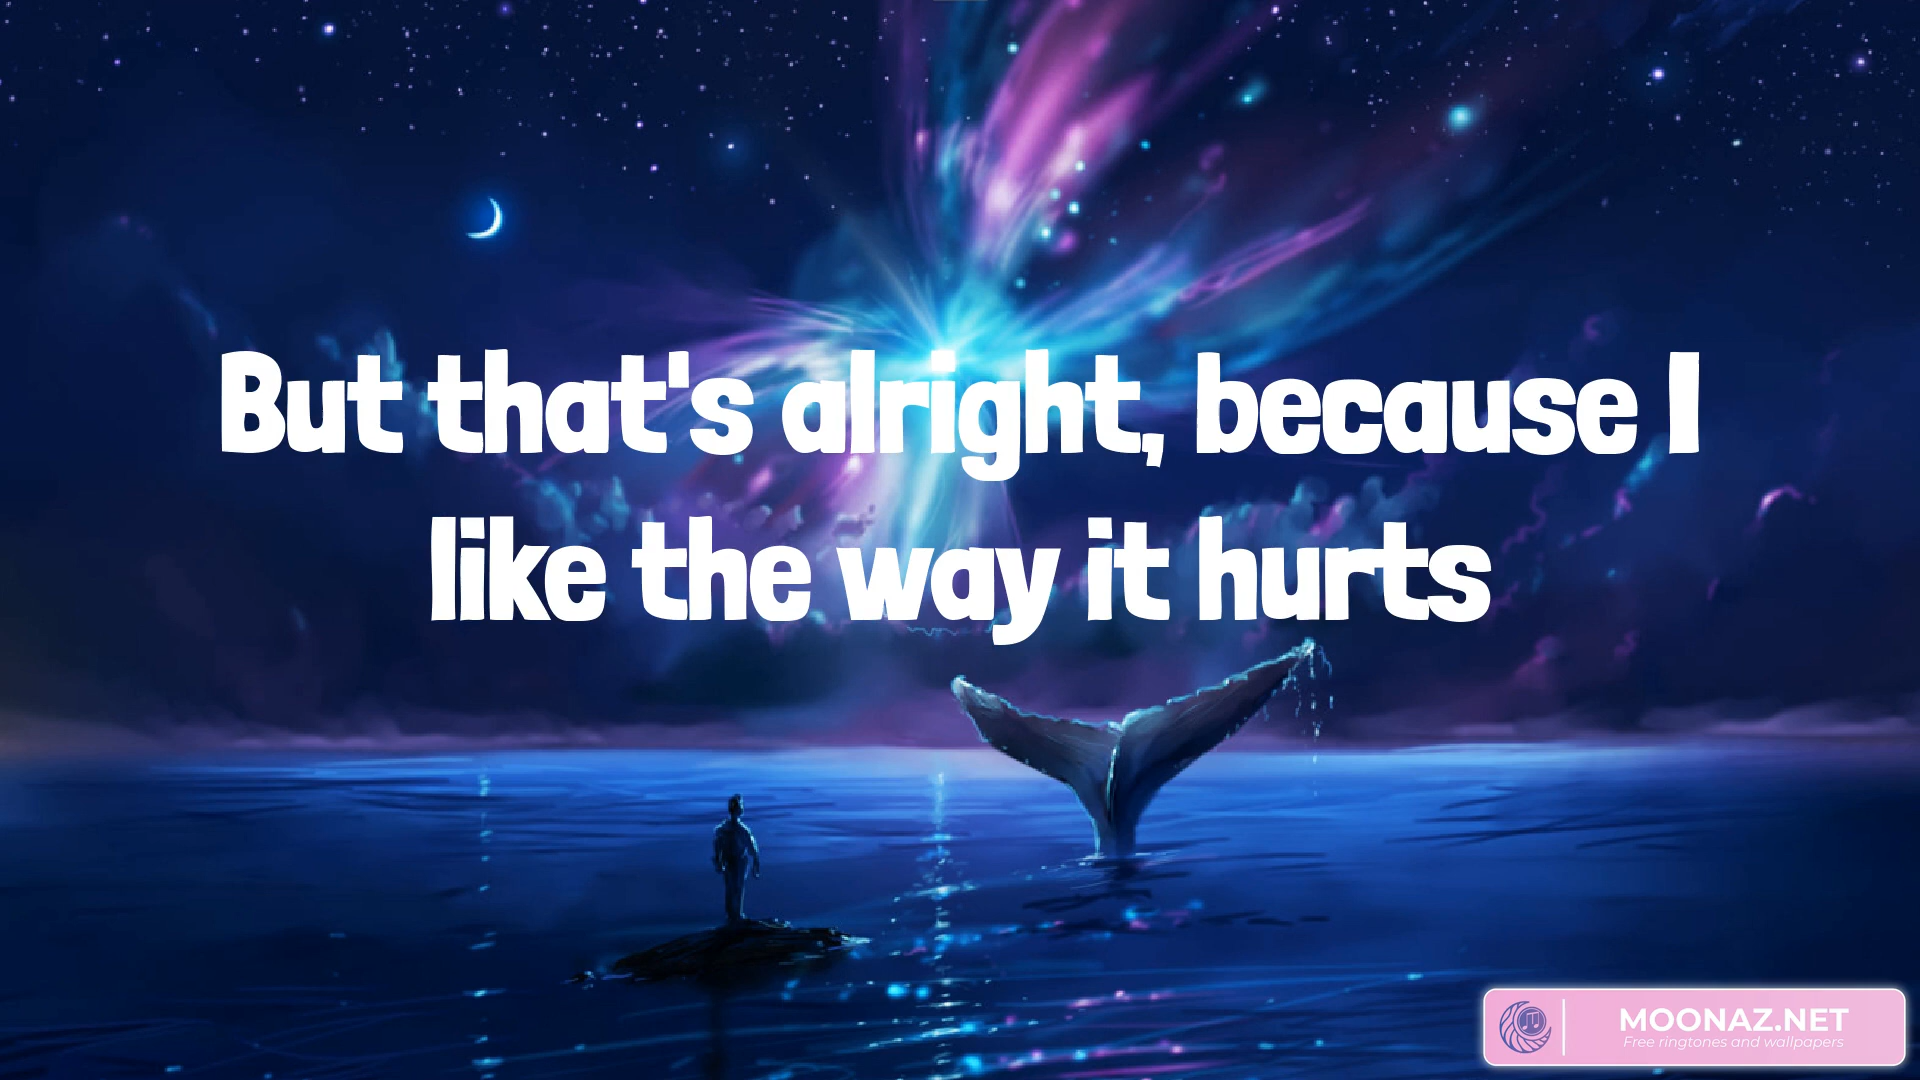 But that's alright, because I
like the way it hurts
MOONAZ.NET
Free ringtones and wallpapers